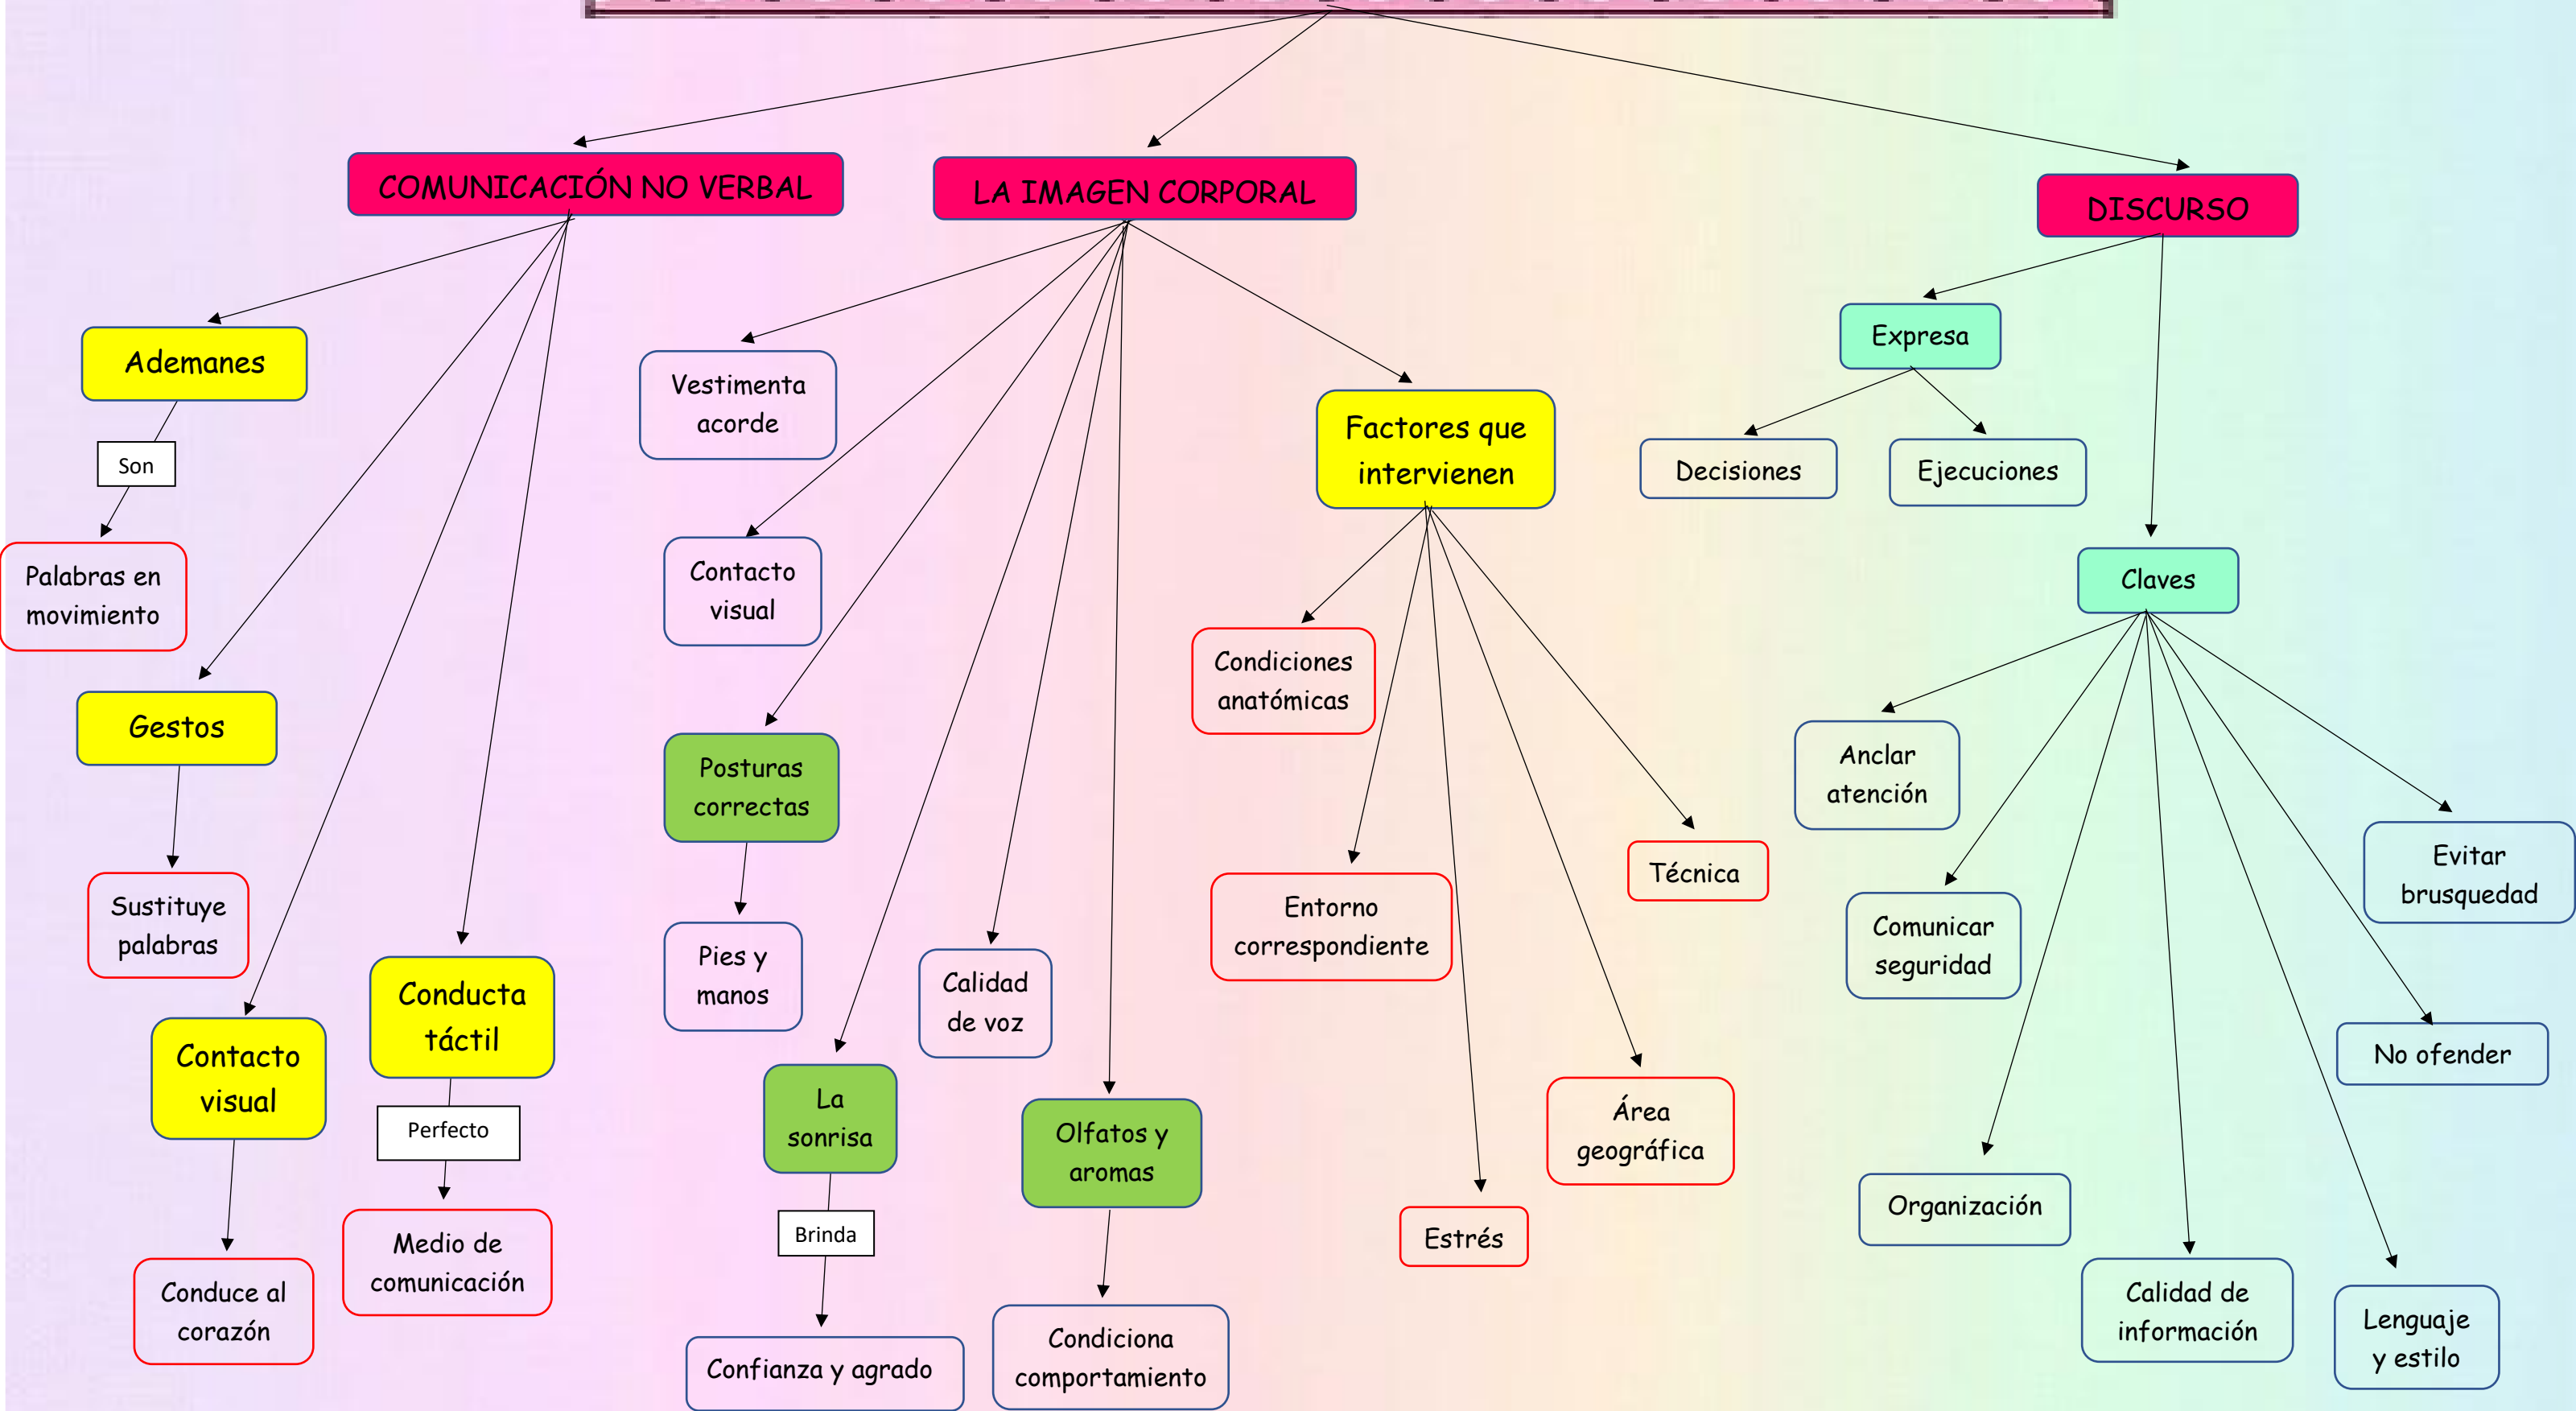 COMUNICACIÓN NO VERBAL
LA IMAGEN CORPORAL
DISCURSO
Ademanes
Son
Palabras en
movimiento
Gestos
Sustituye
palabras
Contacto
visual
Conduce al
corazón
Conducta
táctil
Perfecto
Medio de
comunicación
Vestimenta
acorde
Contacto
visual
Posturas
correctas
Pies y
manos
La
sonrisa
Brinda
Confianza y agrado
Calidad
de voz
Olfatos y
aromas
Condiciona
comportamiento
Factores que
intervienen
Condiciones
anatómicas
Entorno
correspondiente
Estrés
Área
geográfica
Técnica
Expresa
Decisiones
Ejecuciones
Claves
Anclar
atención
Comunicar
seguridad
Organización
Calidad de
información
Lenguaje
y estilo
No ofender
Evitar
brusquedad